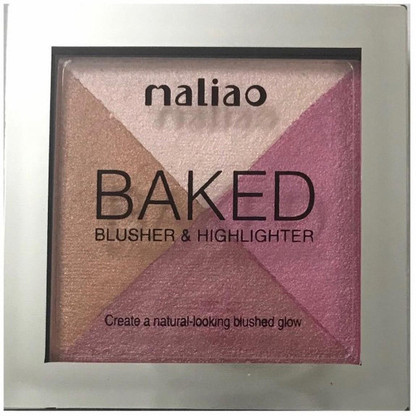 maliao
BAKED
BLUSHER & HIGHLIGHTER
Create a natural-looking blushed glow